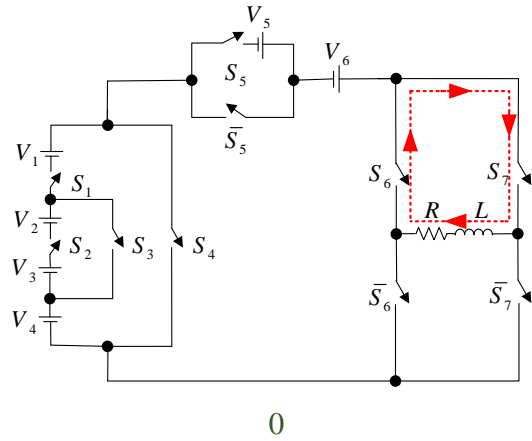 V₅
S₅
S̅₅
V₆
V₁
S₁
V₂
S₂
S₃
S₄
V₃
V₄
S₆
S₇
R L
S̅₆
S̅₇
0